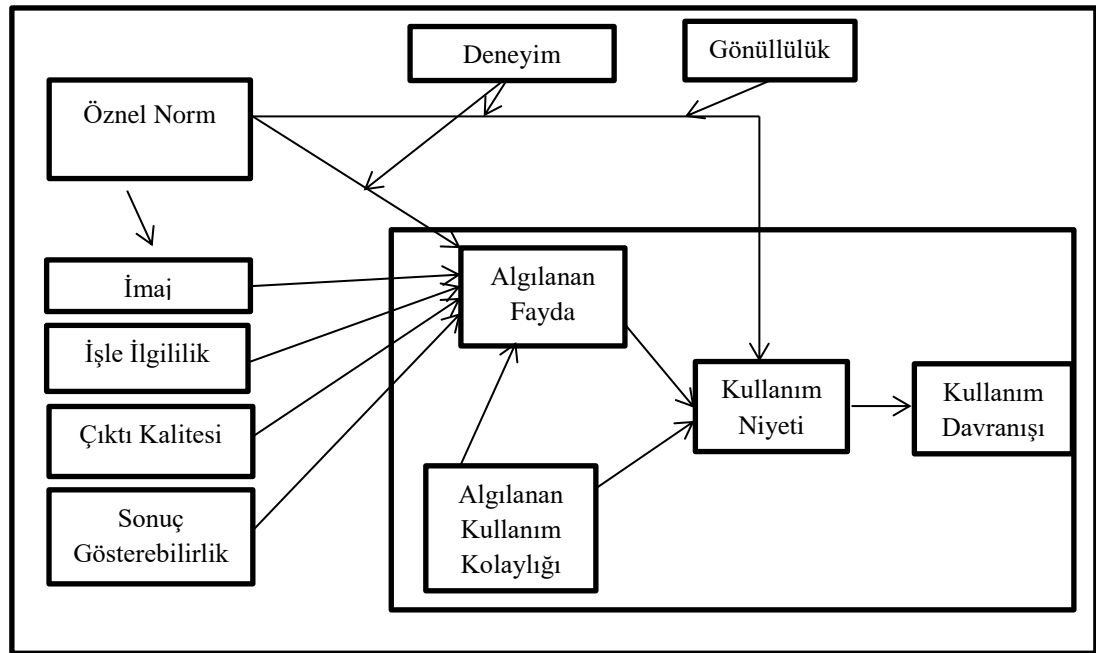 Deneyim
Gönüllülük
Öznel Norm
İmaj
İşle İlgililik
Çıktı Kalitesi
Sonuç
Gösterebilirlik
Algılanan
Fayda
Algılanan
Kullanım
Kolaylığı
Kullanım
Niyeti
Kullanım
Davranışı